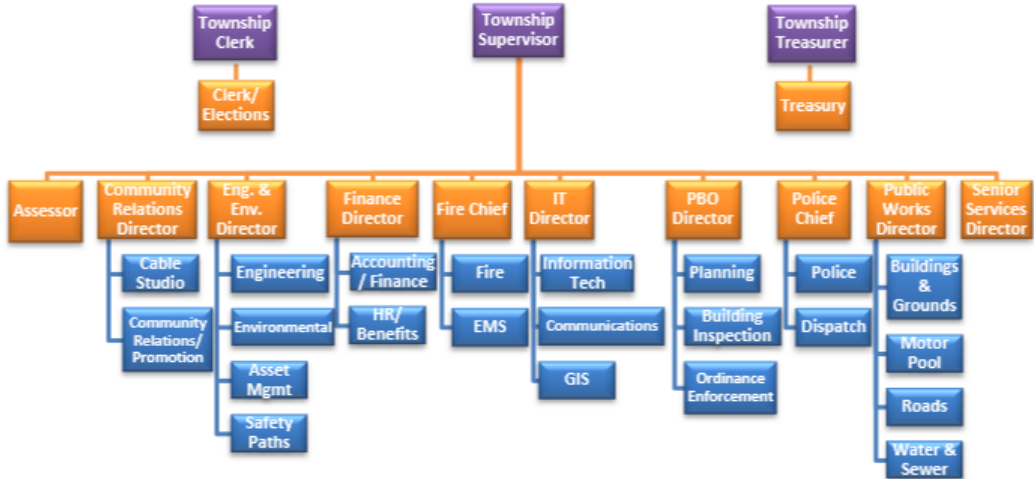 Township
Clerk
Township
Supervisor
Township
Treasurer
Clerk/
Elections
Treasury
Assessor
Community
Relations
Director
Eng. &
Env.
Director
Finance
Director
Fire Chief
IT
Director
PBO
Director
Police
Chief
Public
Works
Director
Senior
Services
Director
Cable
Studio
Community
Relations/
Promotion
Engineering
Environmental
Asset
Mgmt
Safety
Paths
Accounting
/ Finance
HR/
Benefits
Fire
EMS
Information
Tech
Communications
GIS
Planning
Building
Inspection
Ordinance
Enforcement
Police
Dispatch
Buildings
&
Grounds
Motor
Pool
Roads
Water &
Sewer